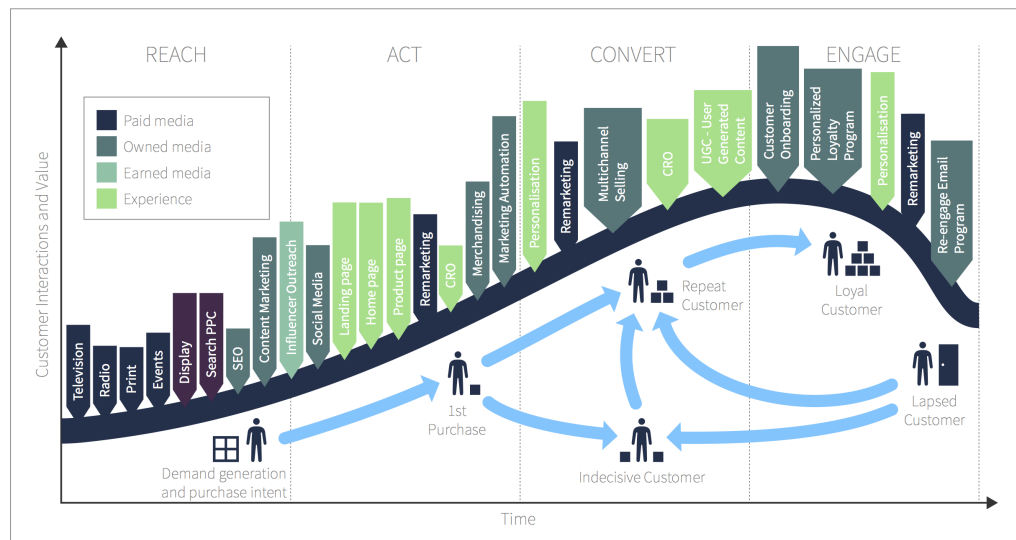 REACH
ACT
CONVERT
ENGAGE
Customer Interactions and Value
Paid media
Owned media
Earned media
Experience
Television
Radio
Print
Events
Display
Search PPC
SEO
Content Marketing
Influencer Outreach
Social Media
Landing page
Home page
Product page
Remarketing
CRO
Merchandising
Marketing Automation
Personalisation
Remarketing
Multichannel
Selling
CRO
UGC - User
Generated
Content
Customer
Onboarding
Personalized
Loyalty
Program
Personalisation
Remarketing
Re-engage Email
Program
Demand generation
and purchase intent
1st
Purchase
Indecisive Customer
Repeat
Customer
Loyal
Customer
Lapsed
Customer
Time